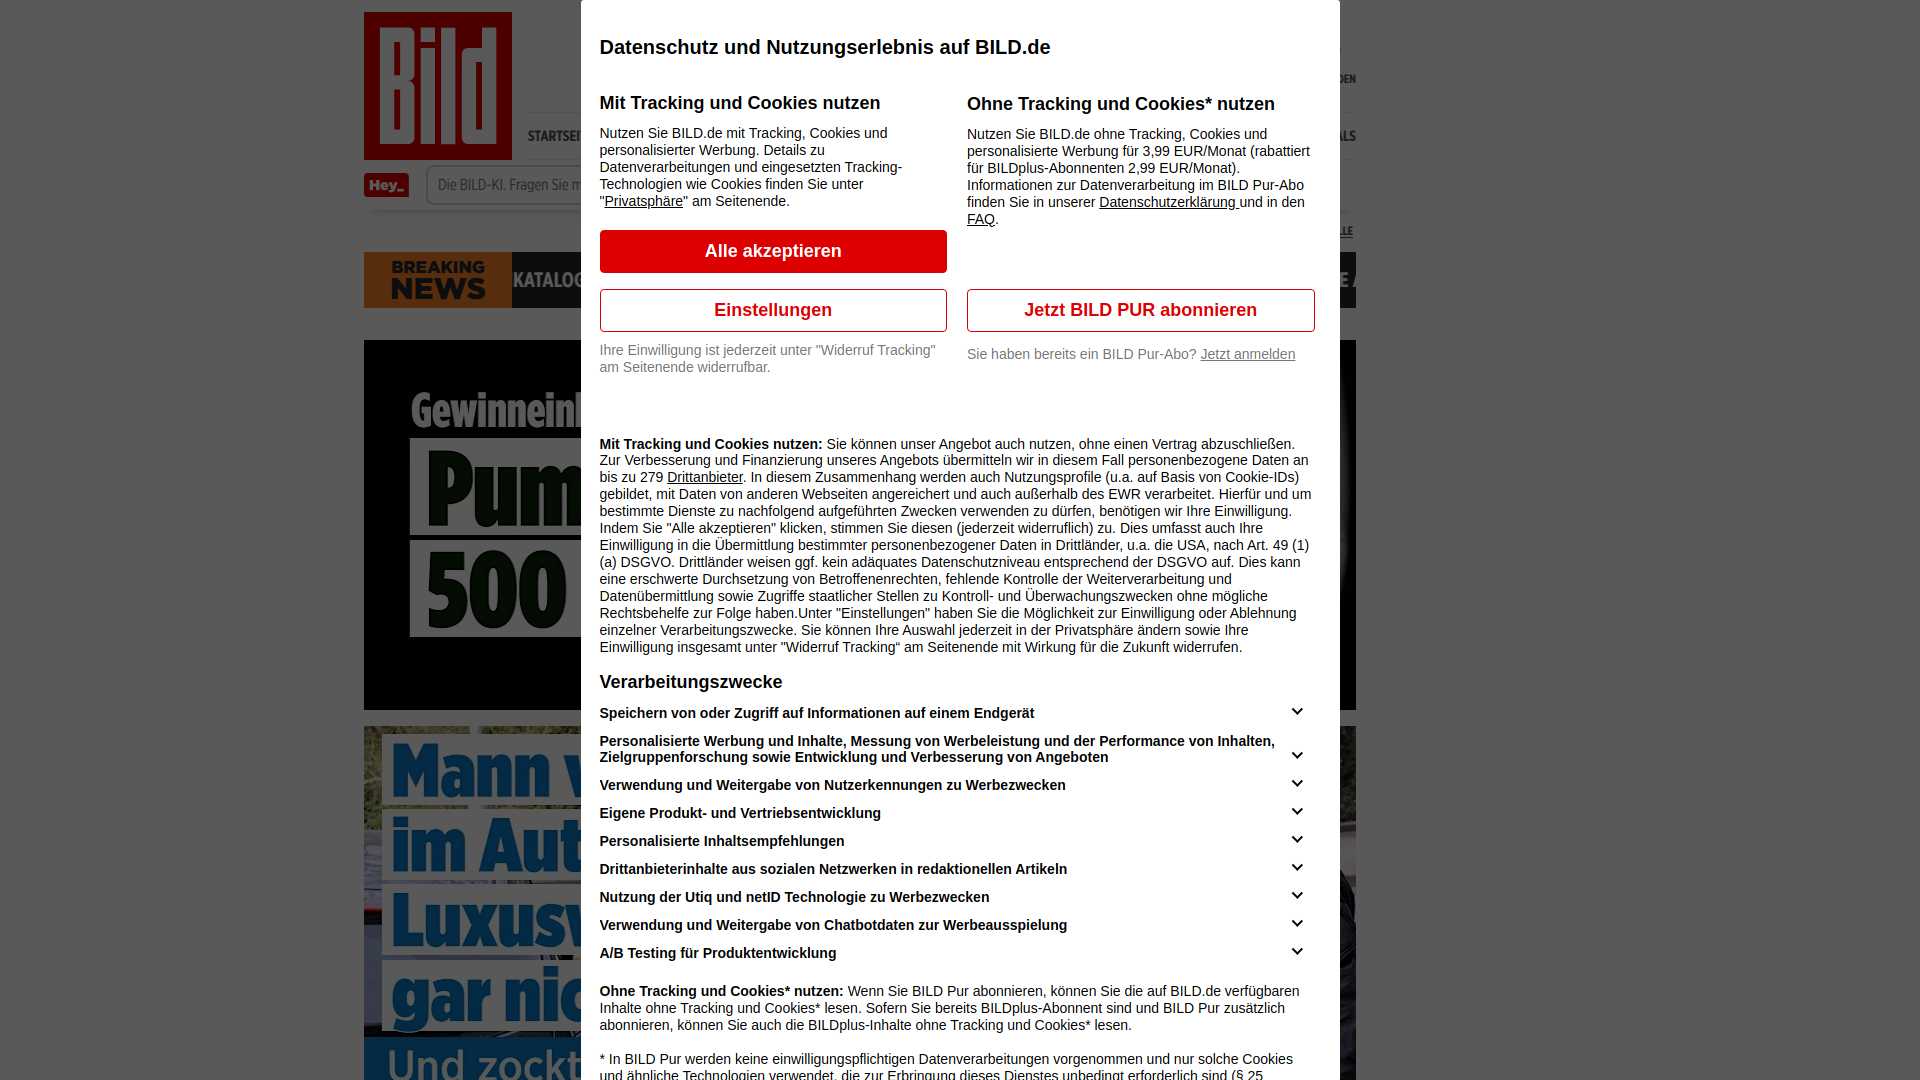 Bild
STARTSEI
Hey_
Die BILD-KI. Fragen Sie m
BREAKING
NEWS
KATALOG
Gewinnein
Pum
500
Mann
im Aut
Luxus
gar nic
Und zockt
Datenschutz und Nutzungserlebnis auf BILD.de
Mit Tracking und Cookies nutzen
Nutzen Sie BILD.de mit Tracking, Cookies und
personalisierter Werbung. Details zu
Datenverarbeitungen und eingesetzten Tracking-
Technologien wie Cookies finden Sie unter
"Privatsphäre" am Seitenende.
Alle akzeptieren
Einstellungen
Ihre Einwilligung ist jederzeit unter "Widerruf Tracking"
am Seitenende widerrufbar.
Ohne Tracking und Cookies* nutzen
Nutzen Sie BILD.de ohne Tracking, Cookies und
personalisierte Werbung für 3,99 EUR/Monat (rabattiert
für BILDplus-Abonnenten 2,99 EUR/Monat).
Informationen zur Datenverarbeitung im BILD Pur-Abo
finden Sie in unserer Datenschutzerklärung und in den
FAQ.
Jetzt BILD PUR abonnieren
Sie haben bereits ein BILD Pur-Abo? Jetzt anmelden
Mit Tracking und Cookies nutzen: Sie können unser Angebot auch nutzen, ohne einen Vertrag abzuschließen.
Zur Verbesserung und Finanzierung unseres Angebots übermitteln wir in diesem Fall personenbezogene Daten an
bis zu 279 Drittanbieter. In diesem Zusammenhang werden auch Nutzungsprofile (u.a. auf Basis von Cookie-IDs)
gebildet, mit Daten von anderen Webseiten angereichert und auch außerhalb des EWR verarbeitet. Hierfür und um
bestimmte Dienste zu nachfolgend aufgeführten Zwecken verwenden zu dürfen, benötigen wir Ihre Einwilligung.
Indem Sie "Alle akzeptieren" klicken, stimmen Sie diesen (jederzeit widerruflich) zu. Dies umfasst auch Ihre
Einwilligung in die Übermittlung bestimmter personenbezogener Daten in Drittländer, u.a. die USA, nach Art. 49 (1)
(a) DSGVO. Drittländer weisen ggf. kein adäquates Datenschutzniveau entsprechend der DSGVO auf. Dies kann
eine erschwerte Durchsetzung von Betroffenenrechten, fehlende Kontrolle der Weiterverarbeitung und
Datenübermittlung sowie Zugriffe staatlicher Stellen zu Kontroll- und Überwachungszwecken ohne mögliche
Rechtsbehelfe zur Folge haben.Unter "Einstellungen" haben Sie die Möglichkeit zur Einwilligung oder Ablehnung
einzelner Verarbeitungszwecke. Sie können Ihre Auswahl jederzeit in der Privatsphäre ändern sowie Ihre
Einwilligung insgesamt unter "Widerruf Tracking“ am Seitenende mit Wirkung für die Zukunft widerrufen.
Verarbeitungszwecke
Speichern von oder Zugriff auf Informationen auf einem Endgerät
Personalisierte Werbung und Inhalte, Messung von Werbeleistung und der Performance von Inhalten,
Zielgruppenforschung sowie Entwicklung und Verbesserung von Angeboten
Verwendung und Weitergabe von Nutzerkennungen zu Werbezwecken
Eigene Produkt- und Vertriebsentwicklung
Personalisierte Inhaltsempfehlungen
Drittanbieterinhalte aus sozialen Netzwerken in redaktionellen Artikeln
Nutzung der Utiq und netID Technologie zu Werbezwecken
Verwendung und Weitergabe von Chatbotdaten zur Werbeausspielung
A/B Testing für Produktentwicklung
Ohne Tracking und Cookies* nutzen: Wenn Sie BILD Pur abonnieren, können Sie die auf BILD.de verfügbaren
Inhalte ohne Tracking und Cookies* lesen. Sofern Sie bereits BILDplus-Abonnent sind und BILD Pur zusätzlich
abonnieren, können Sie auch die BILDplus-Inhalte ohne Tracking und Cookies* lesen.
* In BILD Pur werden keine einwilligungspflichtigen Datenverarbeitungen vorgenommen und nur solche Cookies
und ähnliche Technologien verwendet, die zur Erbringung dieses Dienstes unbedingt erforderlich sind (§ 25
DEN
ALS
LLE
E A